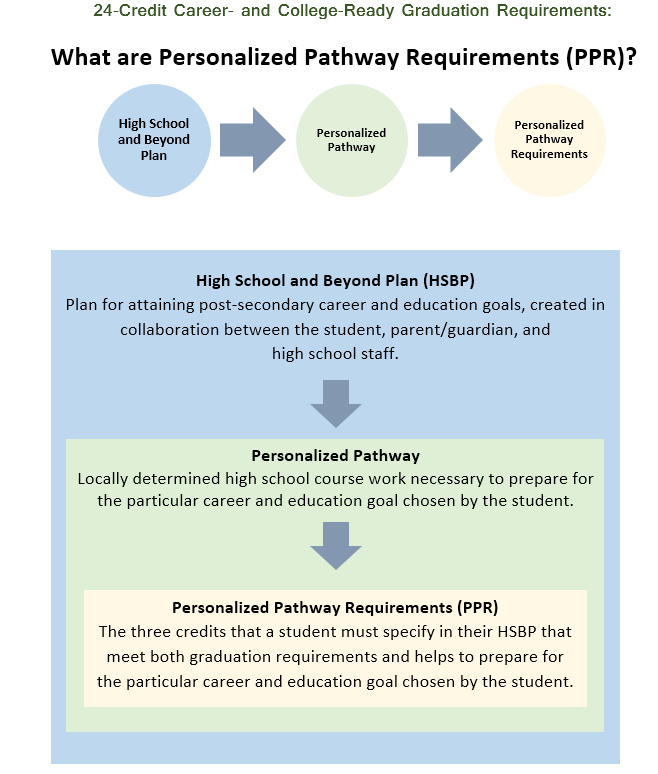 24-Credit Career- and College-Ready Graduation Requirements:
What are Personalized Pathway Requirements (PPR)?
High School
and Beyond
Plan
Personalized
Pathway
Personalized
Pathway
Requirements
High School and Beyond Plan (HSBP)
Plan for attaining post-secondary career and education goals, created in
collaboration between the student, parent/guardian, and
high school staff.
Personalized Pathway
Locally determined high school course work necessary to prepare for
the particular career and education goal chosen by the student.
Personalized Pathway Requirements (PPR)
The three credits that a student must specify in their HSBP that
meet both graduation requirements and helps to prepare for
the particular career and education goal chosen by the student.